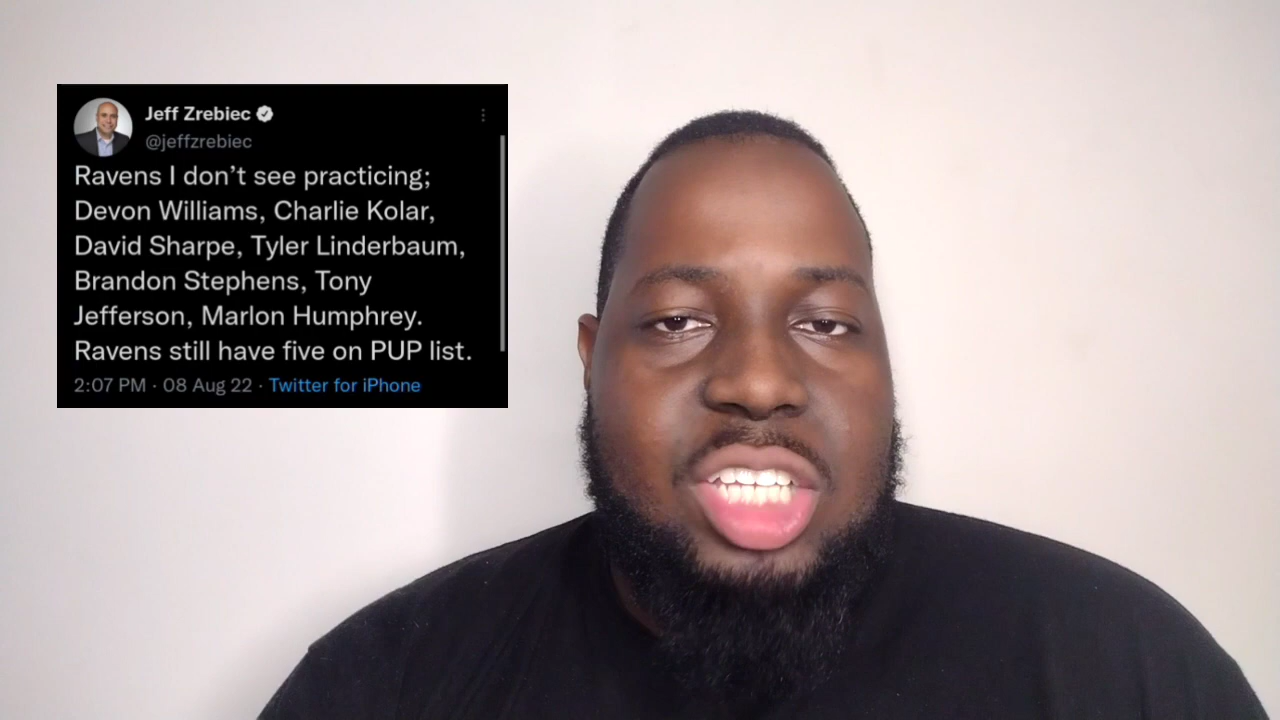 Jeff Zrebiec
@jeffzrebiec
Ravens I don’t see practicing;
Devon Williams, Charlie Kolar,
David Sharpe, Tyler Linderbaum,
Brandon Stephens, Tony
Jefferson, Marlon Humphrey.
Ravens still have five on PUP list.
2:07 PM · 08 Aug 22 · Twitter for iPhone